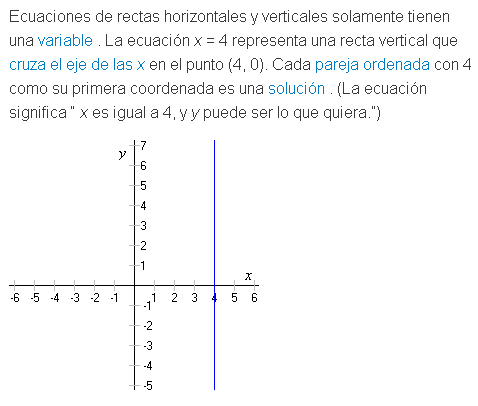 Ecuaciones de rectas horizontales y verticales solamente tienen
una variable . La ecuación x = 4 representa una recta vertical que
cruza el eje de las x en el punto (4, 0). Cada pareja ordenada con 4
como su primera coordenada es una solución . (La ecuación
significa “ x es igual a 4, y y puede ser lo que quiera.”)
y
7
6
5
4
3
2
1
x
-6 -5 -4 -3 -2 -1 1 2 3 4 5 6
-1
-2
-3
-4
-5